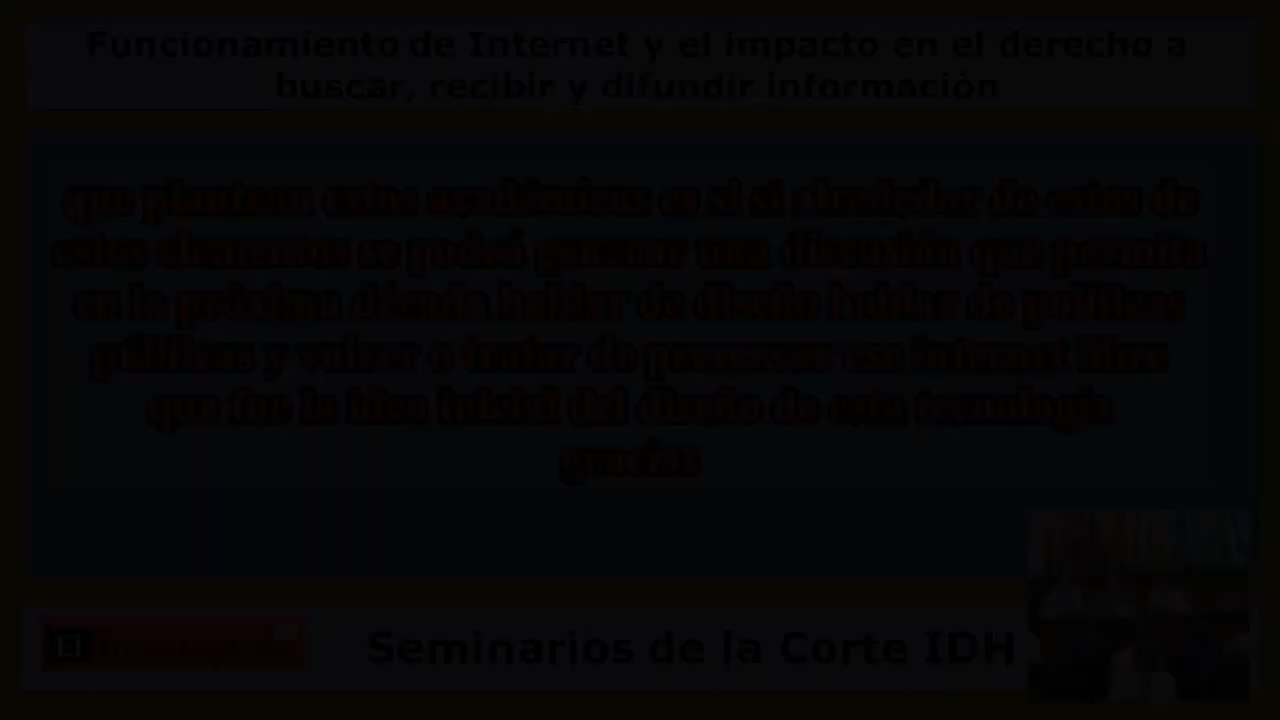 Funcionamiento de Internet y el impacto en el derecho a
buscar, recibir y difundir información
que plantean estos académicos es si si alrededor de estos de
estos elementos se podrá generar una discusión que permita
en la próxima década hablar de diseño hablar de políticas
públicas y volver a tratar de preservar ese internet libre
que fue la idea inicial del diseño de esta tecnología
gracias
El
Seminarios de la Corte IDH